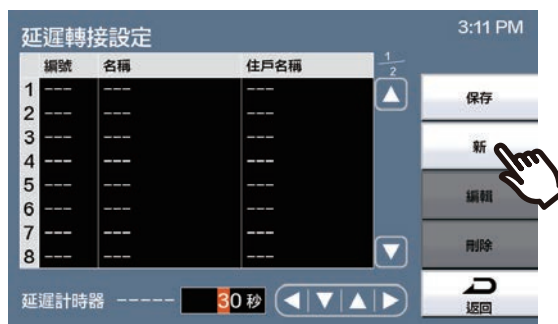 3:11 PM
延遲轉接設定
編號 名稱 住戶名稱 1/2
1 --- --- ---
2 --- --- ---
3 --- --- ---
4 --- --- ---
5 --- --- ---
6 --- --- ---
7 --- --- ---
8 --- --- ---
保存
新
編輯
刪除
延遲計時器 ----- 30 秒
返回